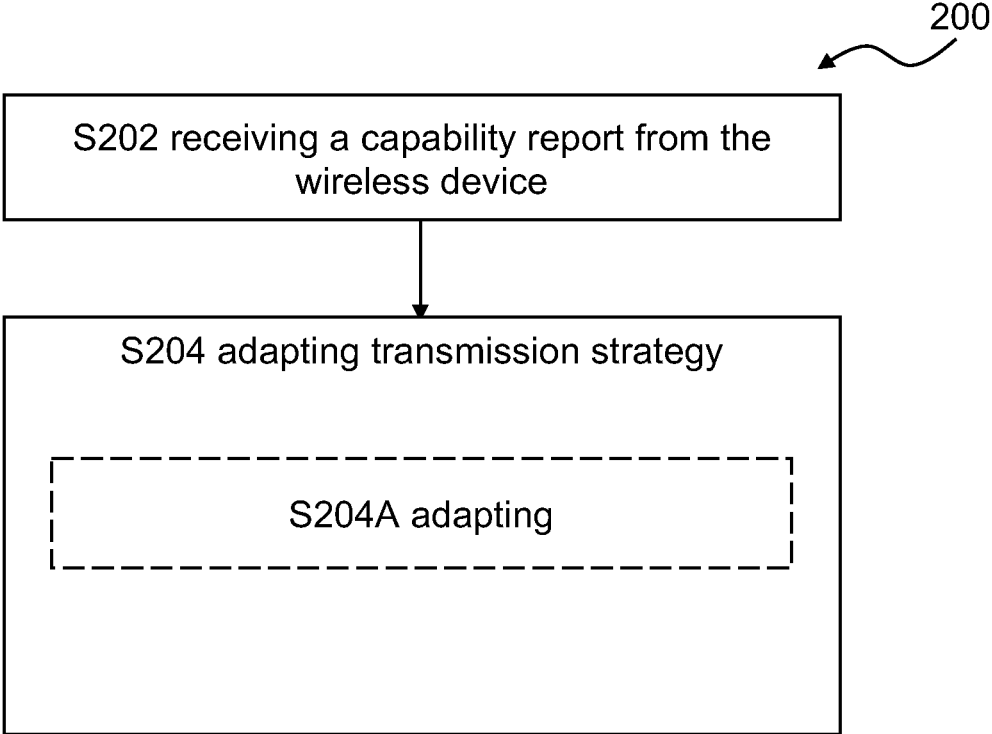 200
S202 receiving a capability report from the
wireless device
S204 adapting transmission strategy
S204A adapting